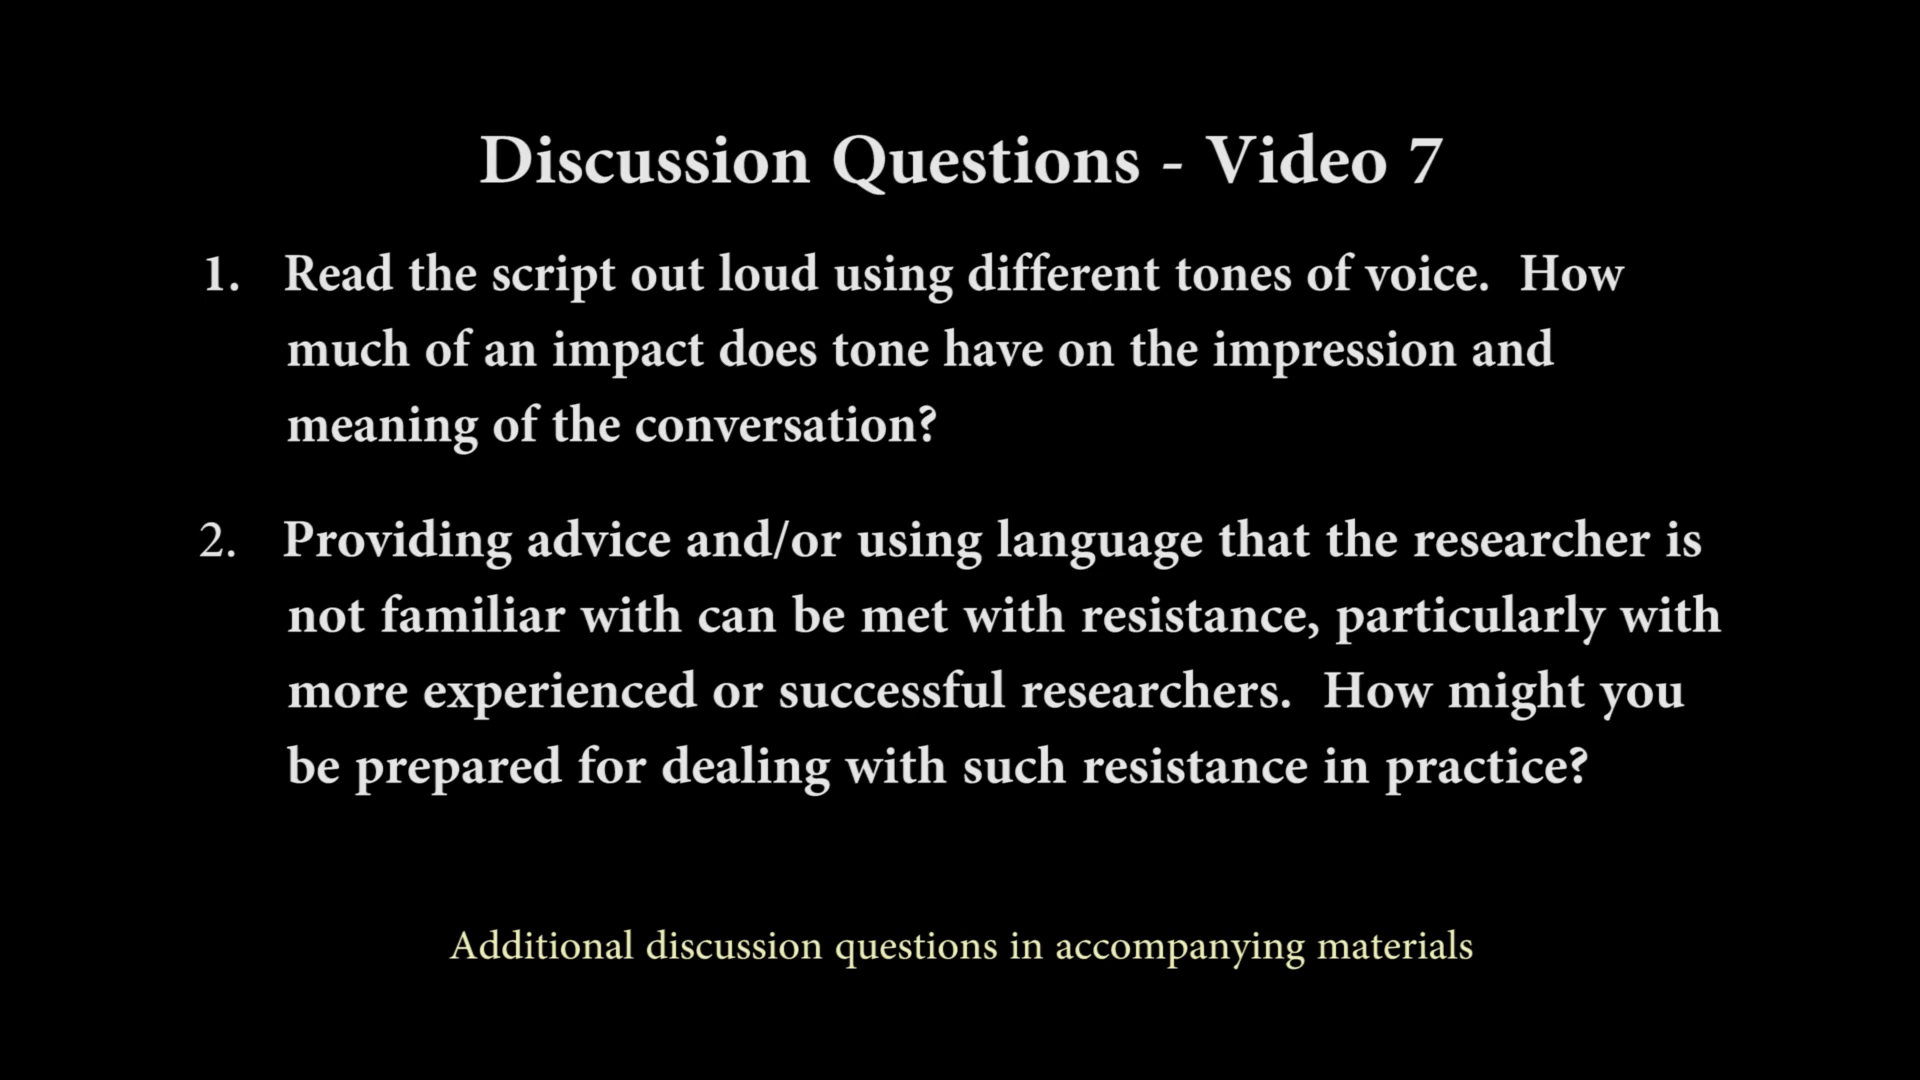 Discussion Questions - Video 7
1. Read the script out loud using different tones of voice.  How
much of an impact does tone have on the impression and
meaning of the conversation?
2. Providing advice and/or using language that the researcher is
not familiar with can be met with resistance, particularly with
more experienced or successful researchers.  How might you
be prepared for dealing with such resistance in practice?
Additional discussion questions in accompanying materials